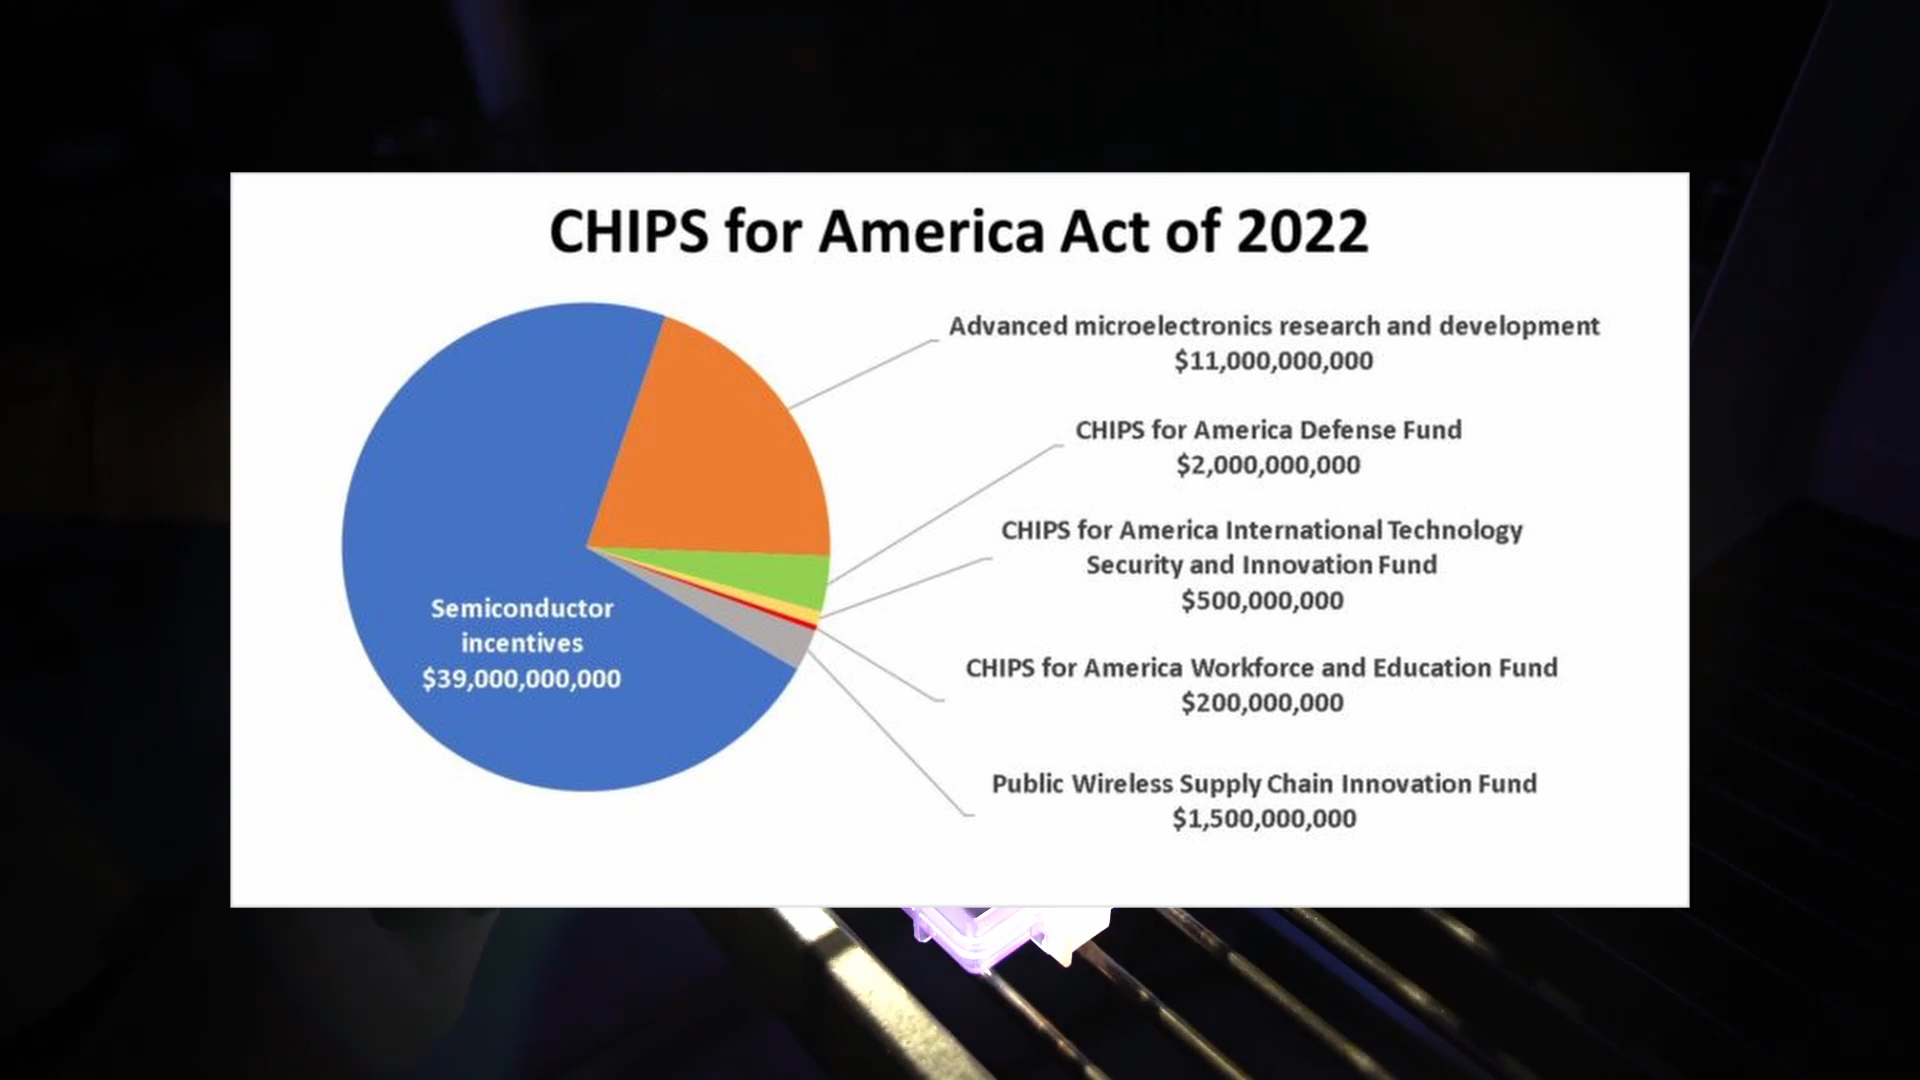 CHIPS for America Act of 2022
Advanced microelectronics research and development
$11,000,000,000
CHIPS for America Defense Fund
$2,000,000,000
CHIPS for America International Technology
Security and Innovation Fund
$500,000,000
Semiconductor
incentives
$39,000,000,000
CHIPS for America Workforce and Education Fund
$200,000,000
Public Wireless Supply Chain Innovation Fund
$1,500,000,000